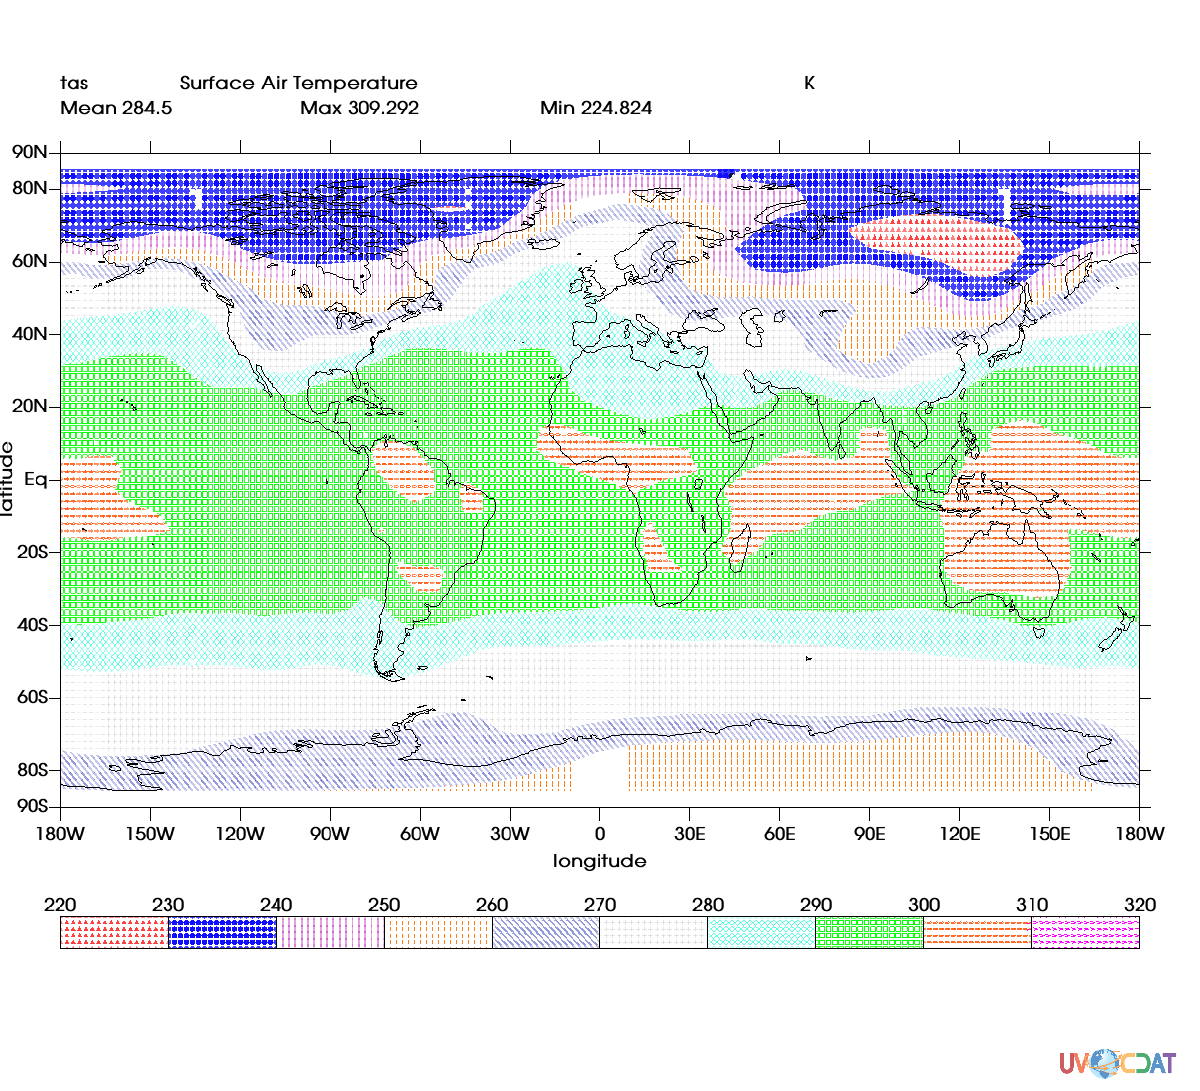 tas Surface Air Temperature K
Mean 284.5 Max 309.292 Min 224.824
90N
80N
60N
40N
20N
Eq
20S
40S
60S
80S
90S
latitude
180W 150W 120W 90W 60W 30W 0 30E 60E 90E 120E 150E 180W
longitude
220 230 240 250 260 270 280 290 300 310 320
UV CDAT